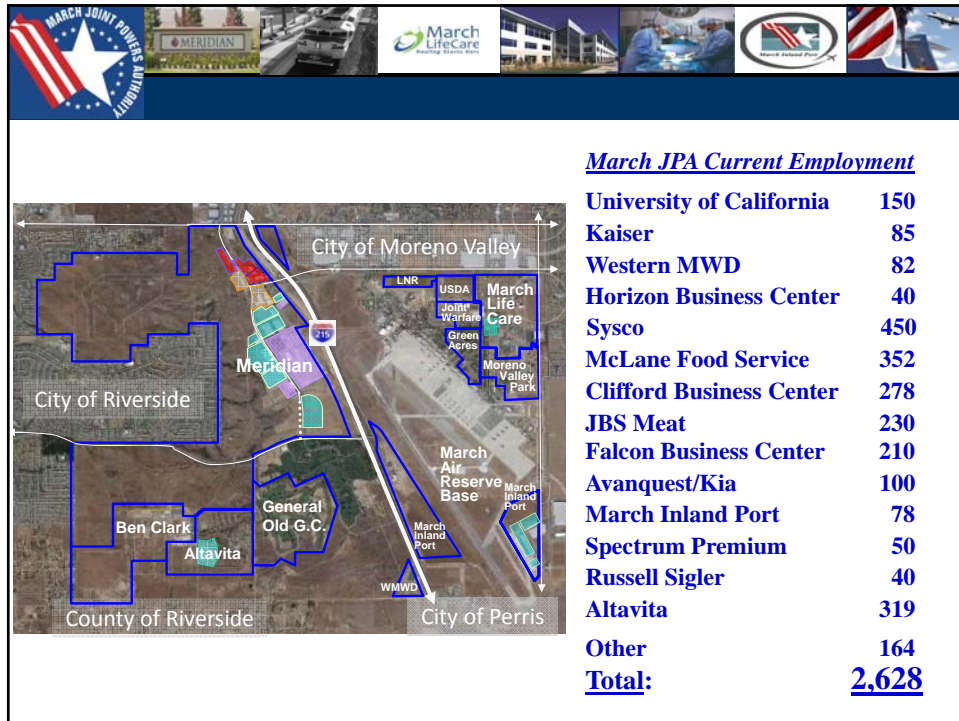 MARCH JOINT POWERS AUTHORITY
MERIDIAN
March
LifeCare
Healing Starts Here
March Inland Port
March JPA Current Employment
University of California 150
Kaiser 85
Western MWD 82
Horizon Business Center 40
Sysco 450
McLane Food Service 352
Clifford Business Center 278
JBS Meat 230
Falcon Business Center 210
Avanquest/Kia 100
March Inland Port 78
Spectrum Premium 50
Russell Sigler 40
Altavita 319
Other 164
Total: 2,628
City of Moreno Valley
LNR
USDA
March
Life
Care
Joint
Warfare
Green
Acres
Moreno
Valley
Park
215
Meridian
City of Riverside
March
Air
Reserve
Base
March
Inland
Port
General
Old G.C.
Ben Clark
Altavita
March
Inland
Port
WMWD
County of Riverside
City of Perris